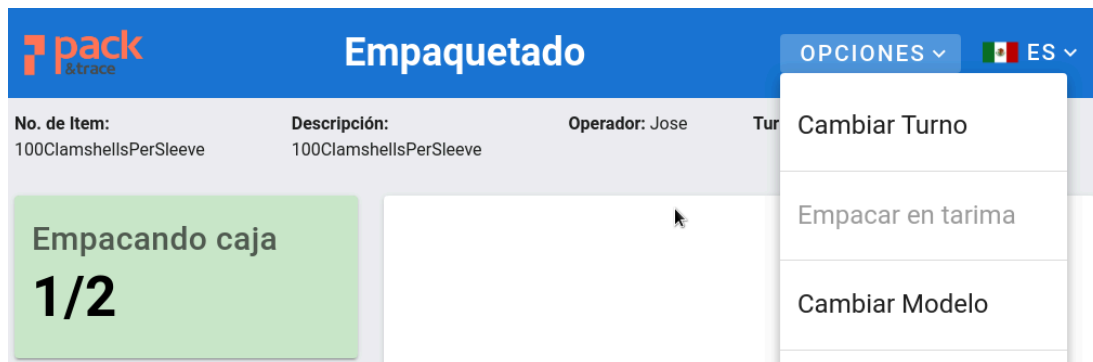 pack
&trace
Empaquetado
OPCIONES
ES
No. de Item:
100ClamshellsPerSleeve
Descripción:
100ClamshellsPerSleeve
Operador: Jose
Tur
Cambiar Turno
Empacar en tarima
Cambiar Modelo
Empacando caja
1/2